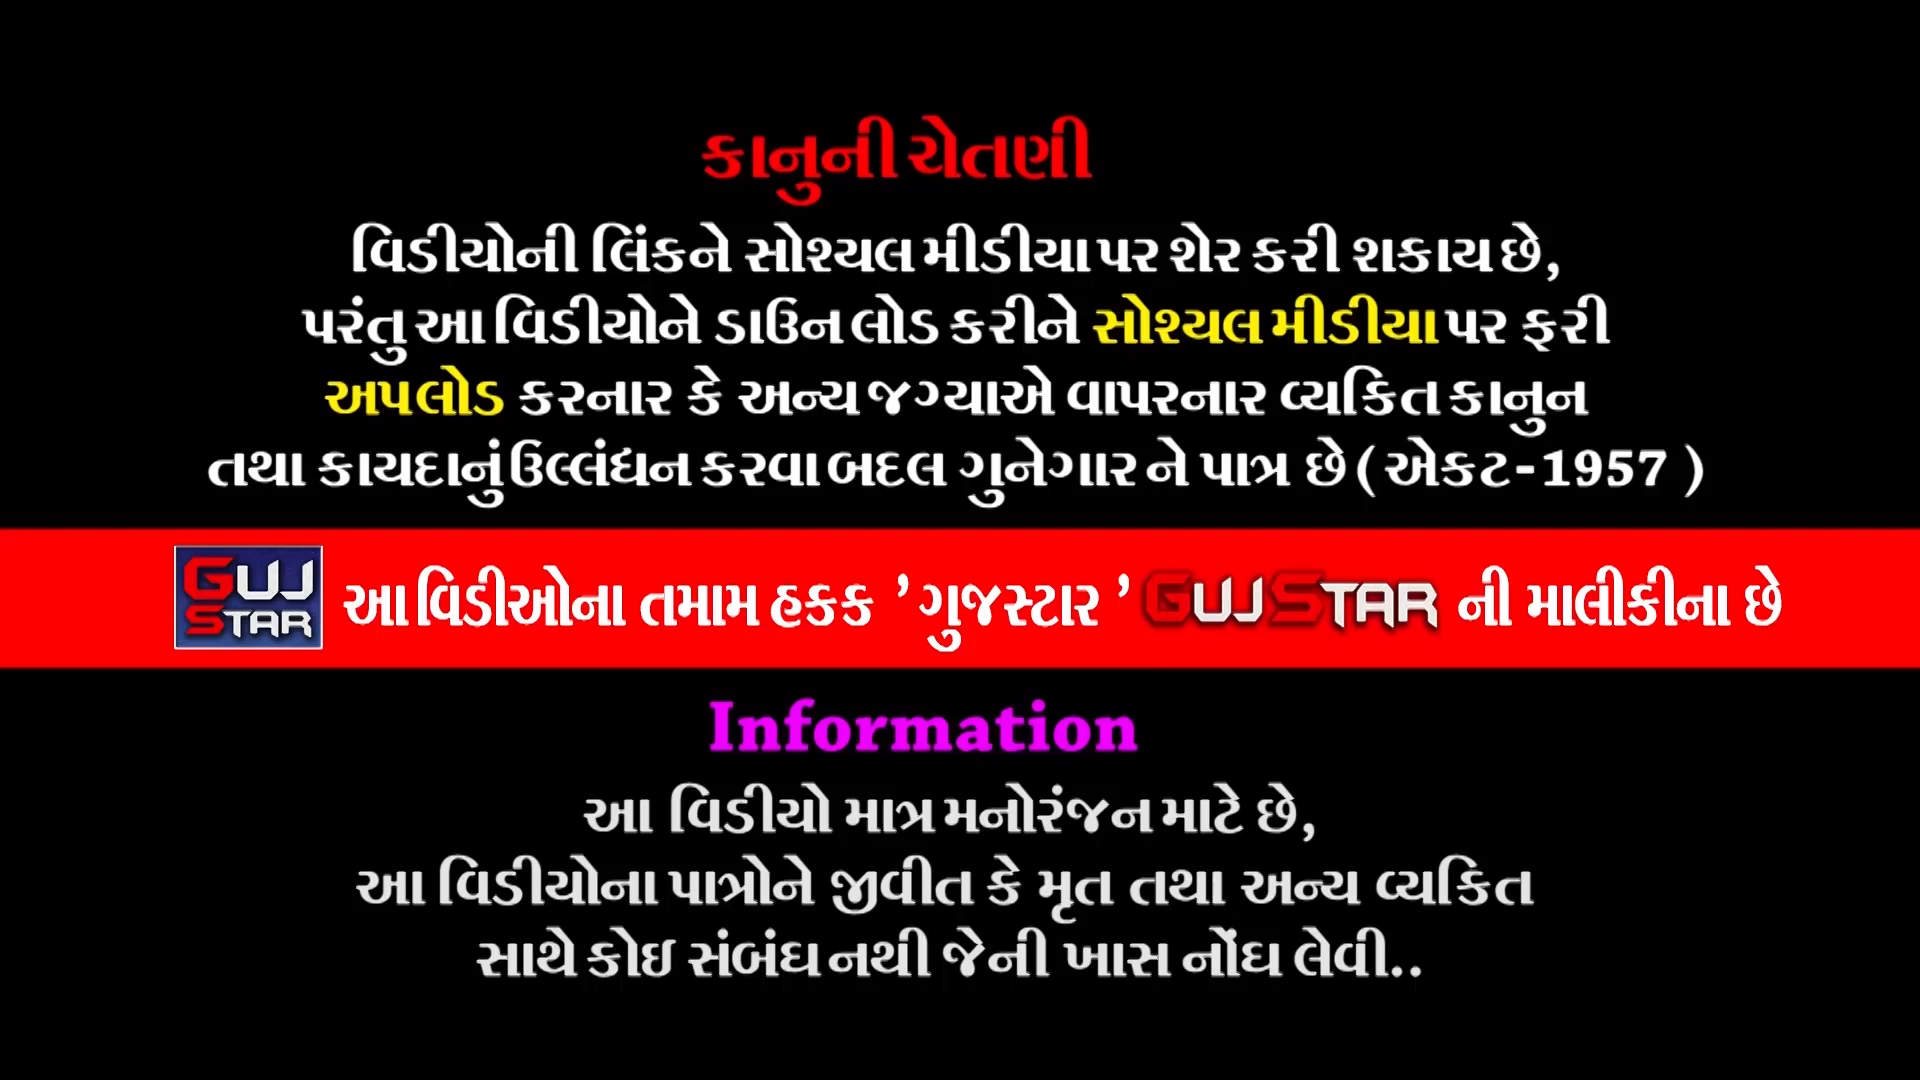 કાનુની ચેતણી
વિડીયોની લિંકને સોશ્યલ મીડીયા પર શેર કરી શકાય છે,
પરંતુ આ વિડીયોને ડાઉન લોડ કરીને સોશ્યલ મીડીયા પર ફરી
અપલોડ કરનાર કે અન્ય જગ્યાએ વાપરનાર વ્યકિત કાનુન
તથા કાયદાનું ઉલ્લંઘન કરવા બદલ ગુનેગાર ને પાત્ર છે ( એકટ-1957 )
GUJ STAR આ વિડીઓના તમામ હકક ’ ગુજસ્ટાર ’ GUJSTAR ની માલીકીના છે
Information
આ વિડીયો માત્ર મનોરંજન માટે છે,
આ વિડીયોના પાત્રોને જીવીત કે મૃત તથા અન્ય વ્યકિત
સાથે કોઇ સંબંઘ નથી જેની ખાસ નોંઘ લેવી..